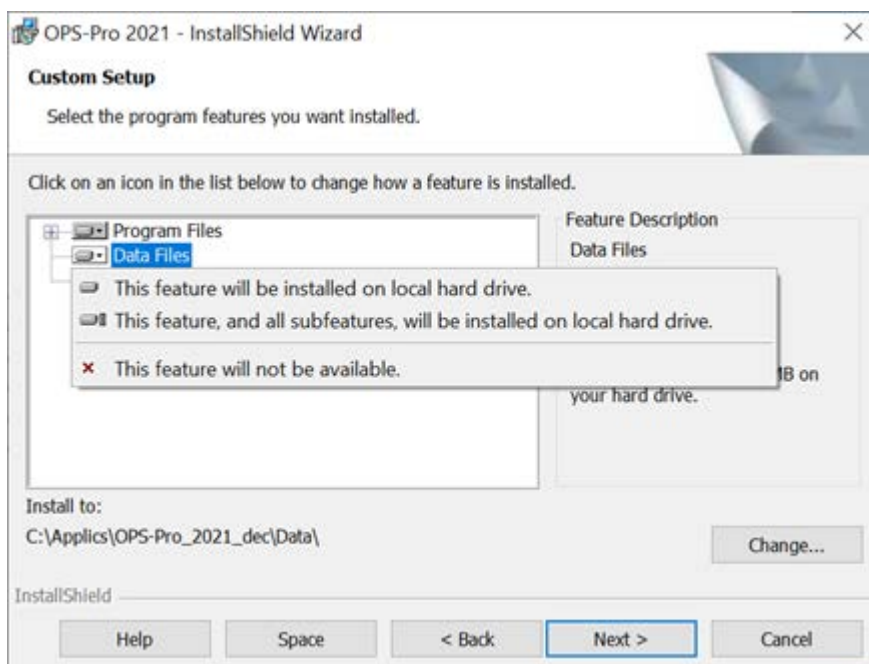 OPS-Pro 2021 - InstallShield Wizard
Custom Setup
Select the program features you want installed.
Click on an icon in the list below to change how a feature is installed.
Program Files
Data Files
Feature Description
Data Files
This feature will be installed on local hard drive.
This feature, and all subfeatures, will be installed on local hard drive.
This feature will not be available.
on
your hard drive.
Install to:
C:\Applics\OPS-Pro_2021_dec\Data\
Change...
InstallShield
Help
Space
< Back
Next >
Cancel